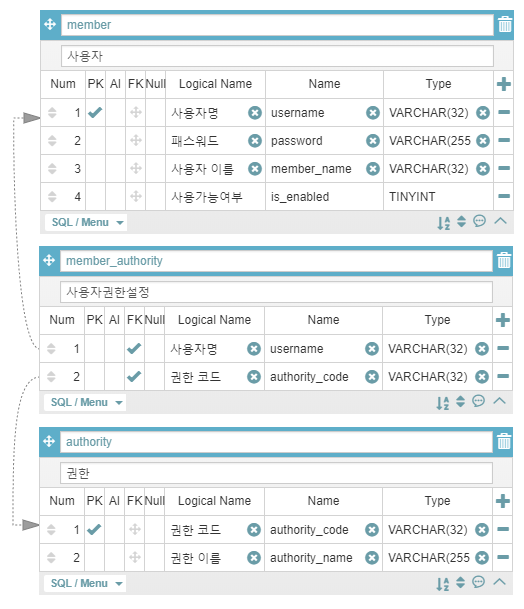 member
사용자
Num PK AI FK Null Logical Name Name Type
1 사용자명 username VARCHAR(32)
2 패스워드 password VARCHAR(255
3 사용자 이름 member_name VARCHAR(32)
4 사용가능여부 is_enabled TINYINT
SQL / Menu
member_authority
사용자권한설정
Num PK AI FK Null Logical Name Name Type
1 사용자명 username VARCHAR(32)
2 권한 코드 authority_code VARCHAR(32)
SQL / Menu
authority
권한
Num PK AI FK Null Logical Name Name Type
1 권한 코드 authority_code VARCHAR(32)
2 권한 이름 authority_name VARCHAR(255
SQL / Menu